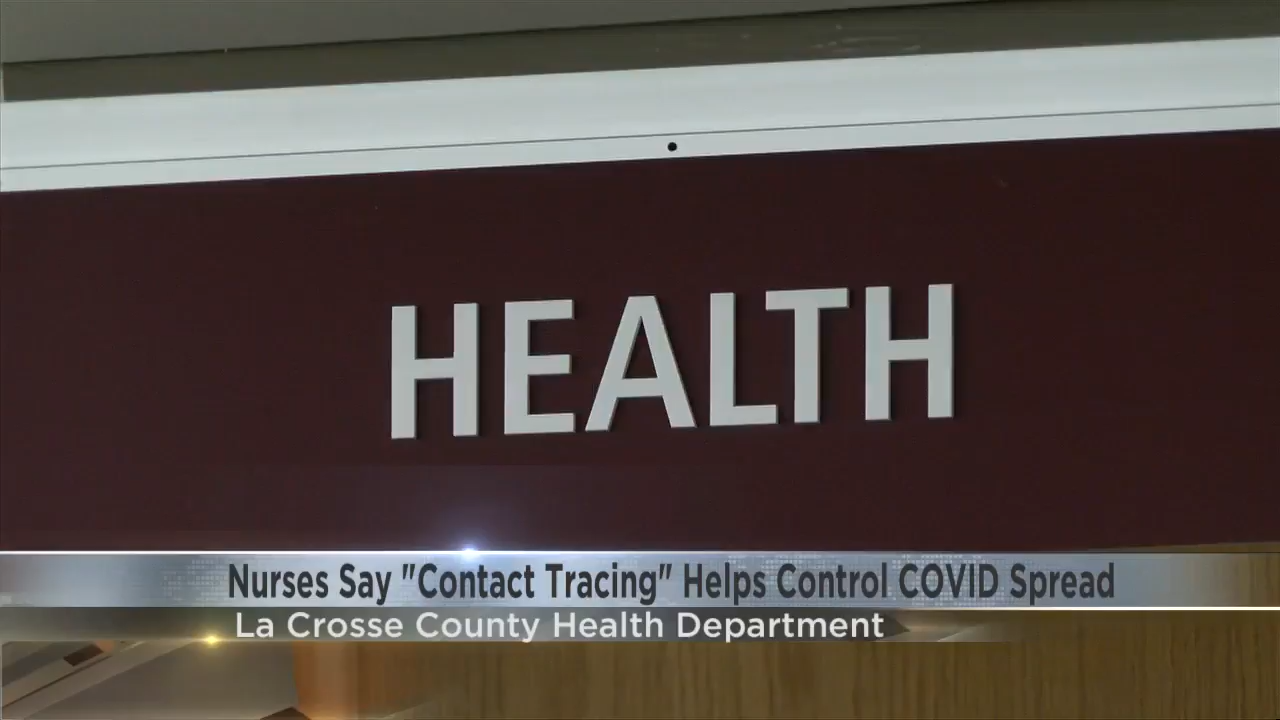 HEALTH
Nurses Say "Contact Tracing" Helps Control COVID Spread
La Crosse County Health Department